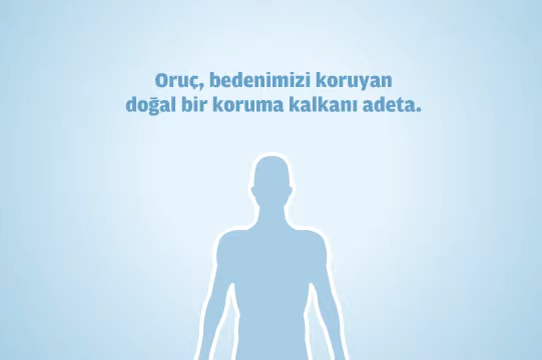 Oruç, bedenimizi koruyan
doğal bir koruma kalkanı adeta.